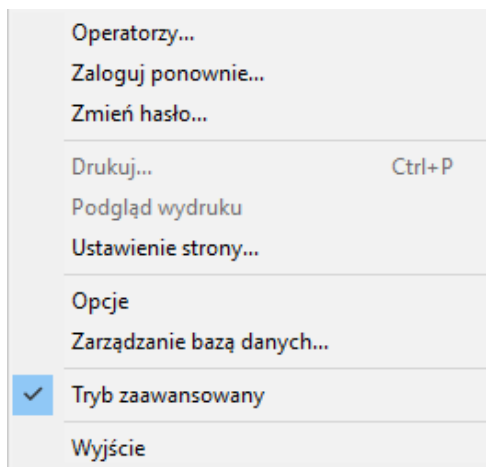 Operatorzy...
Zaloguj ponownie...
Zmień hasło...
Drukuj... Ctrl+P
Podgląd wydruku
Ustawienie strony...
Opcje
Zarządzanie bazą danych...
Tryb zaawansowany
Wyjście